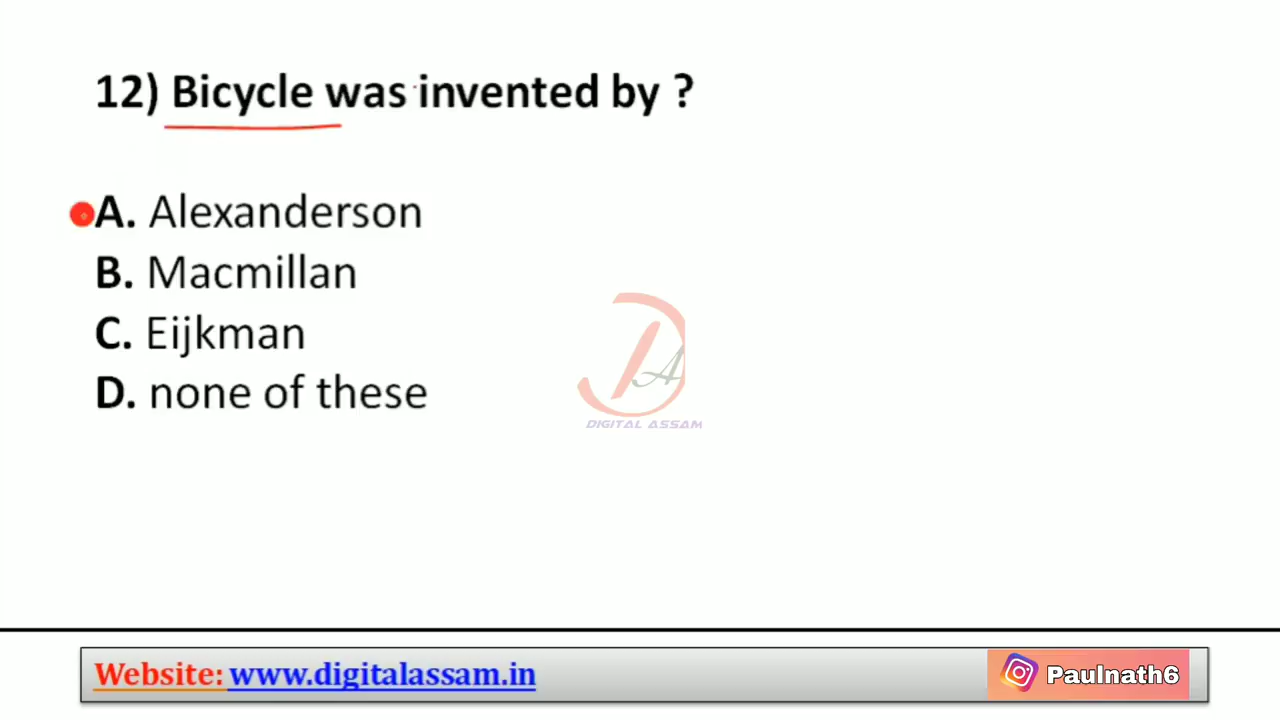 12) Bicycle was invented by ?
A. Alexanderson
B. Macmillan
C. Eijkman
D. none of these
DIGITAL ASSAM
Website: www.digitalassam.in
Paulnath6